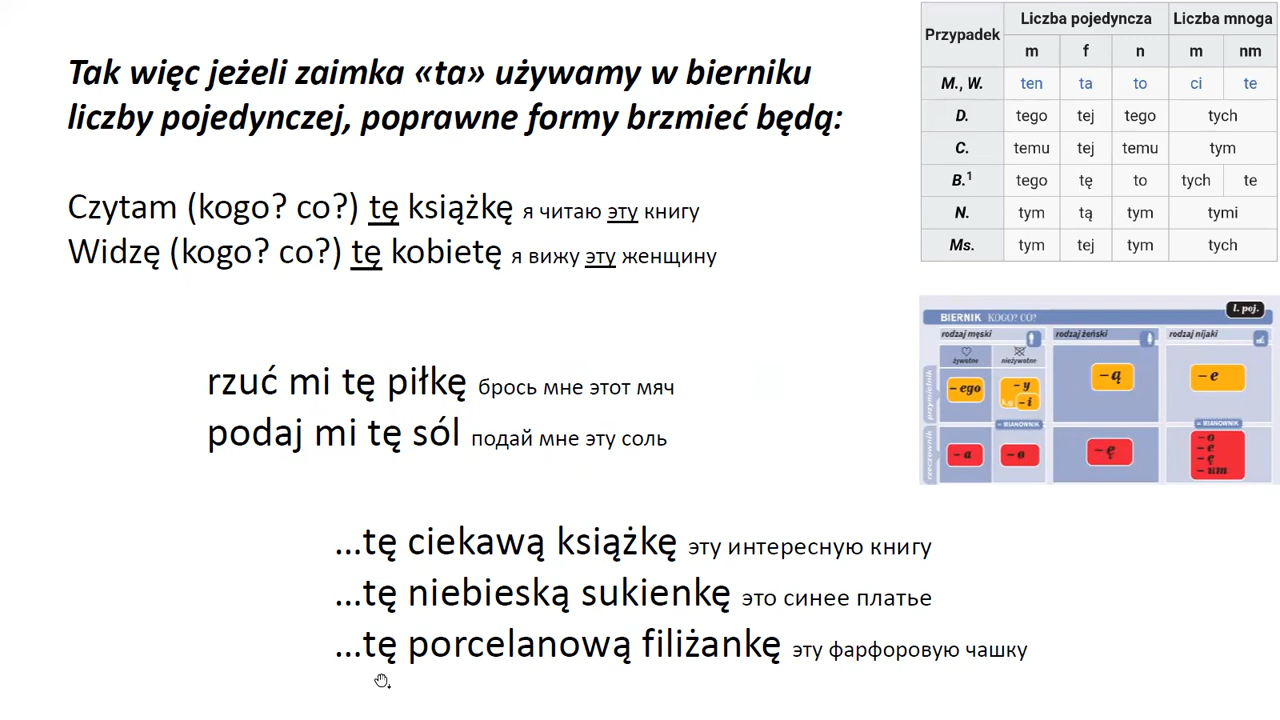 Tak więc jeżeli zaimka «ta» używamy w bierniku
liczby pojedynczej, poprawne formy brzmieć będą:
Czytam (kogo? co?) tę książkę я читаю эту книгу
Widzę (kogo? co?) tę kobietę я вижу эту женщину
rzuć mi tę piłkę брось мне этот мяч
podaj mi tę sól подай мне эту соль
...tę ciekawą książkę эту интересную книгу
...tę niebieską sukienkę это синее платье
...tę porcelanową filiżankę эту фарфоровую чашку
Przypadek Liczba pojedyncza Liczba mnoga
m f n m nm
M., W. ten ta to ci te
D. tego tej tego tych
C. temu tej temu tym
B.¹ tego tę to tych te
N. tym tą tym tymi
Ms. tym tej tym tych
l. poj.
BIERNIK KOGO? CO?
rodzaj męski rodzaj żeński rodzaj nijaki
żywotne nieżywotne
przymiotnik
– ego – y – ą – e
– i
= MIANOWNIK = MIANOWNIK
rzeczownik
– a – ø – ę – o
– e
– ę
– um